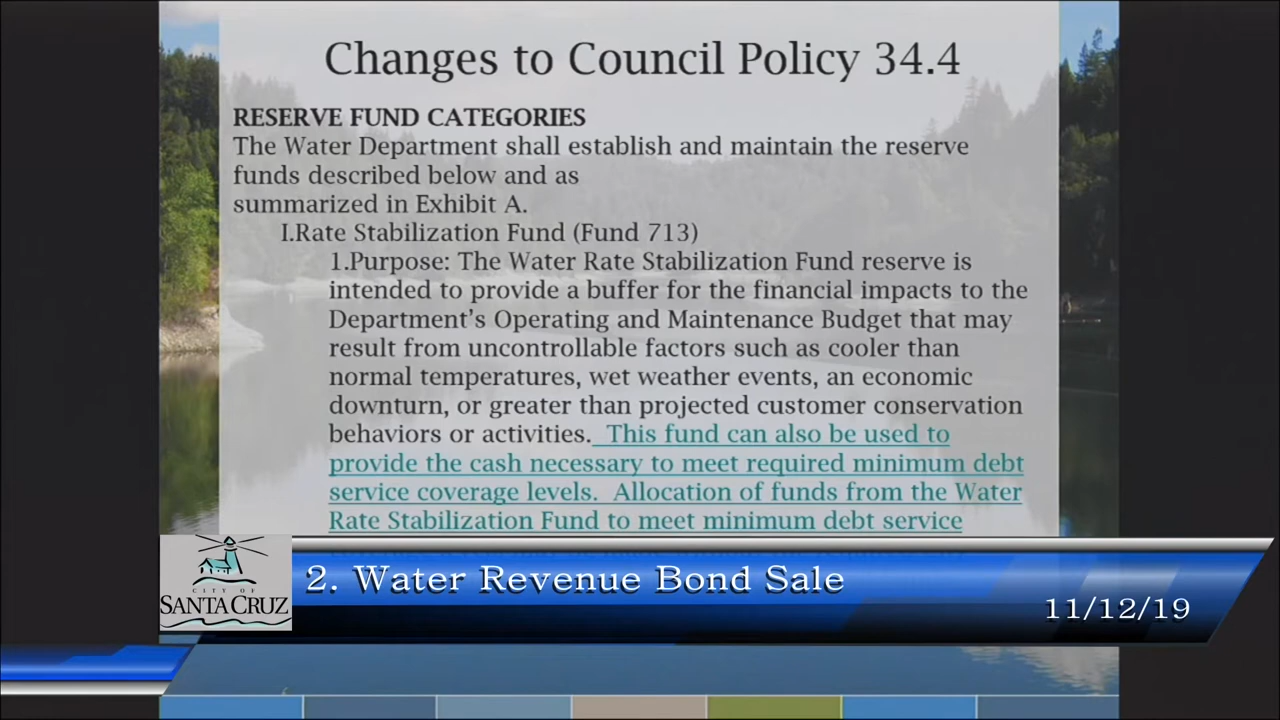 Changes to Council Policy 34.4
RESERVE FUND CATEGORIES
The Water Department shall establish and maintain the reserve
funds described below and as
summarized in Exhibit A.
I.Rate Stabilization Fund (Fund 713)
1.Purpose: The Water Rate Stabilization Fund reserve is
intended to provide a buffer for the financial impacts to the
Department's Operating and Maintenance Budget that may
result from uncontrollable factors such as cooler than
normal temperatures, wet weather events, an economic
downturn, or greater than projected customer conservation
behaviors or activities. This fund can also be used to
provide the cash necessary to meet required minimum debt
service coverage levels. Allocation of funds from the Water
Rate Stabilization Fund to meet minimum debt service
CITY OF
SANTA CRUZ
2. Water Revenue Bond Sale
11/12/19